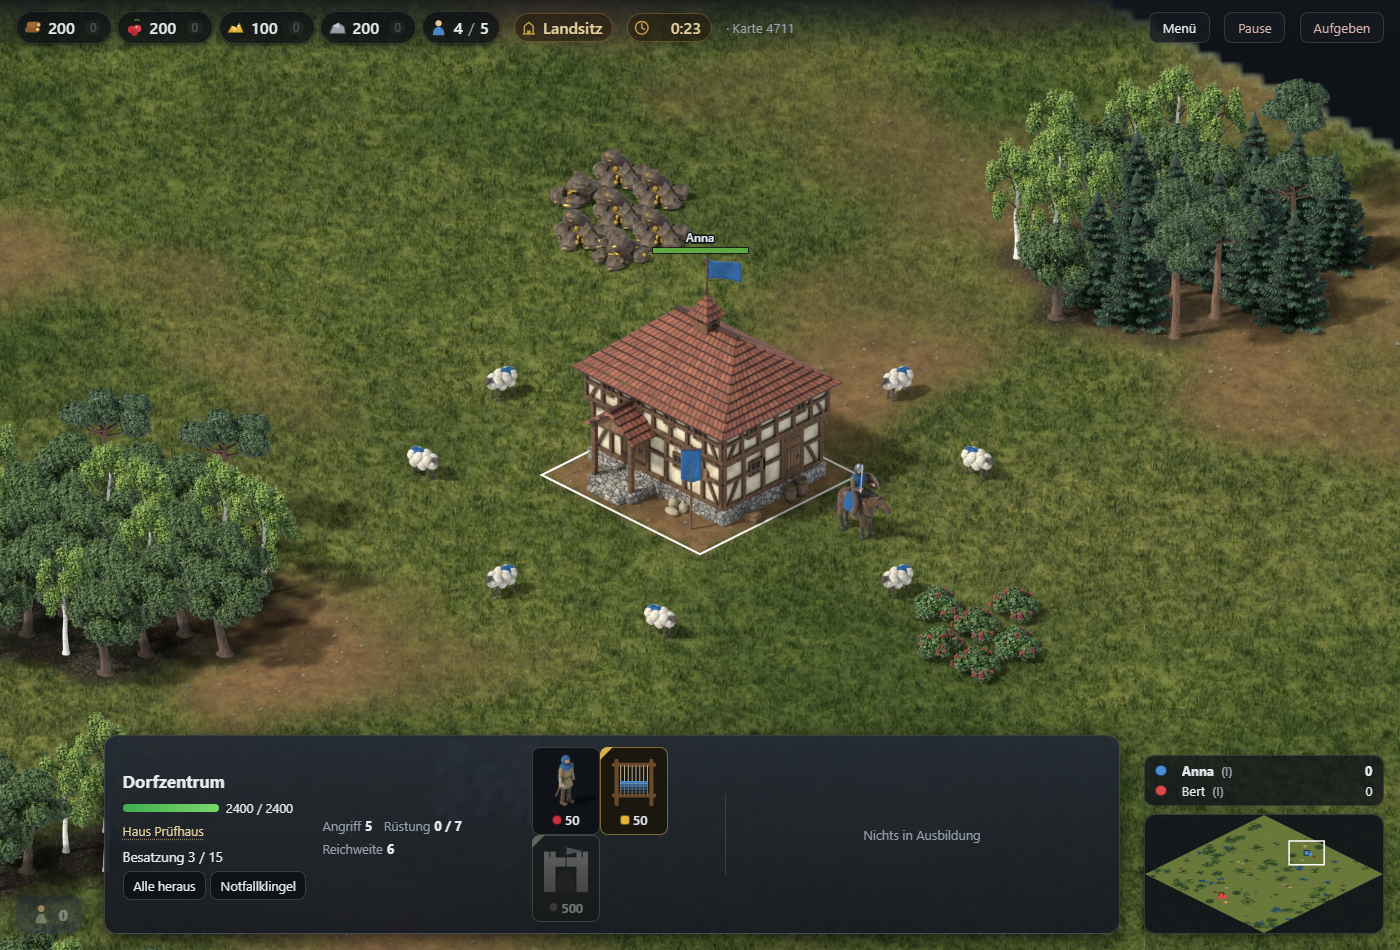 200 0 200 0 100 0 200 0 4 / 5 Landsitz 0:23 · Karte 4711 Menü Pause Aufgeben
Anna
Dorfzentrum
2400 / 2400
Haus Prüfhaus
Besatzung 3 / 15
Alle heraus Notfallklingel
Angriff 5 Rüstung 0 / 7
Reichweite 6
50 50
500
Nichts in Ausbildung
Anna (I) 0
Bert (I) 0
0